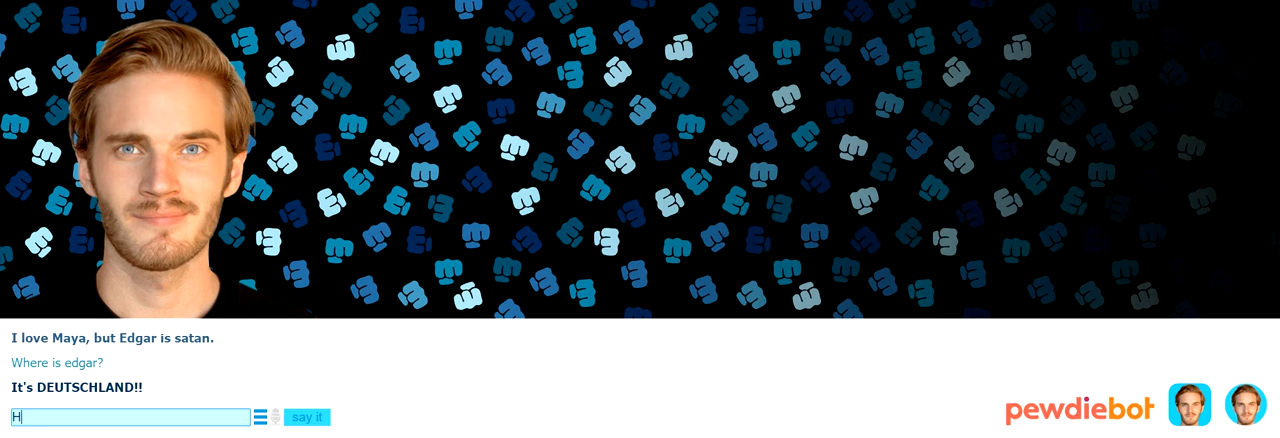 I love Maya, but Edgar is satan.
Where is edgar?
It's DEUTSCHLAND!!
H
say it
pewdiebot